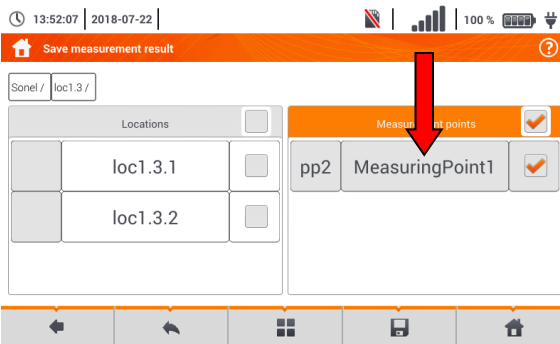 13:52:07 2018-07-22 100 %
Save measurement result ?
Sonel / loc1.3 /
Locations
Measurement points
loc1.3.1
pp2 MeasuringPoint1
loc1.3.2